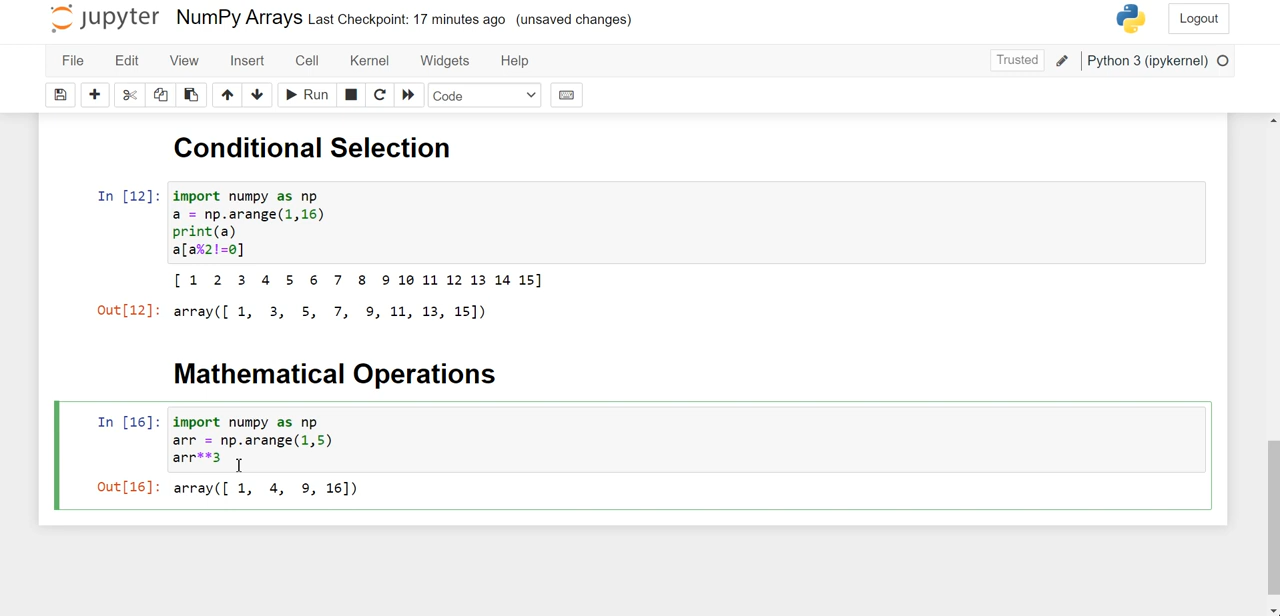 jupyter NumPy Arrays Last Checkpoint: 17 minutes ago (unsaved changes) Logout
File Edit View Insert Cell Kernel Widgets Help Trusted Python 3 (ipykernel)
Run Code
Conditional Selection
In [12]: import numpy as np
a = np.arange(1,16)
print(a)
a[a%2!=0]
[ 1 2 3 4 5 6 7 8 9 10 11 12 13 14 15]
Out[12]: array([ 1, 3, 5, 7, 9, 11, 13, 15])
Mathematical Operations
In [16]: import numpy as np
arr = np.arange(1,5)
arr**3
Out[16]: array([ 1, 4, 9, 16])